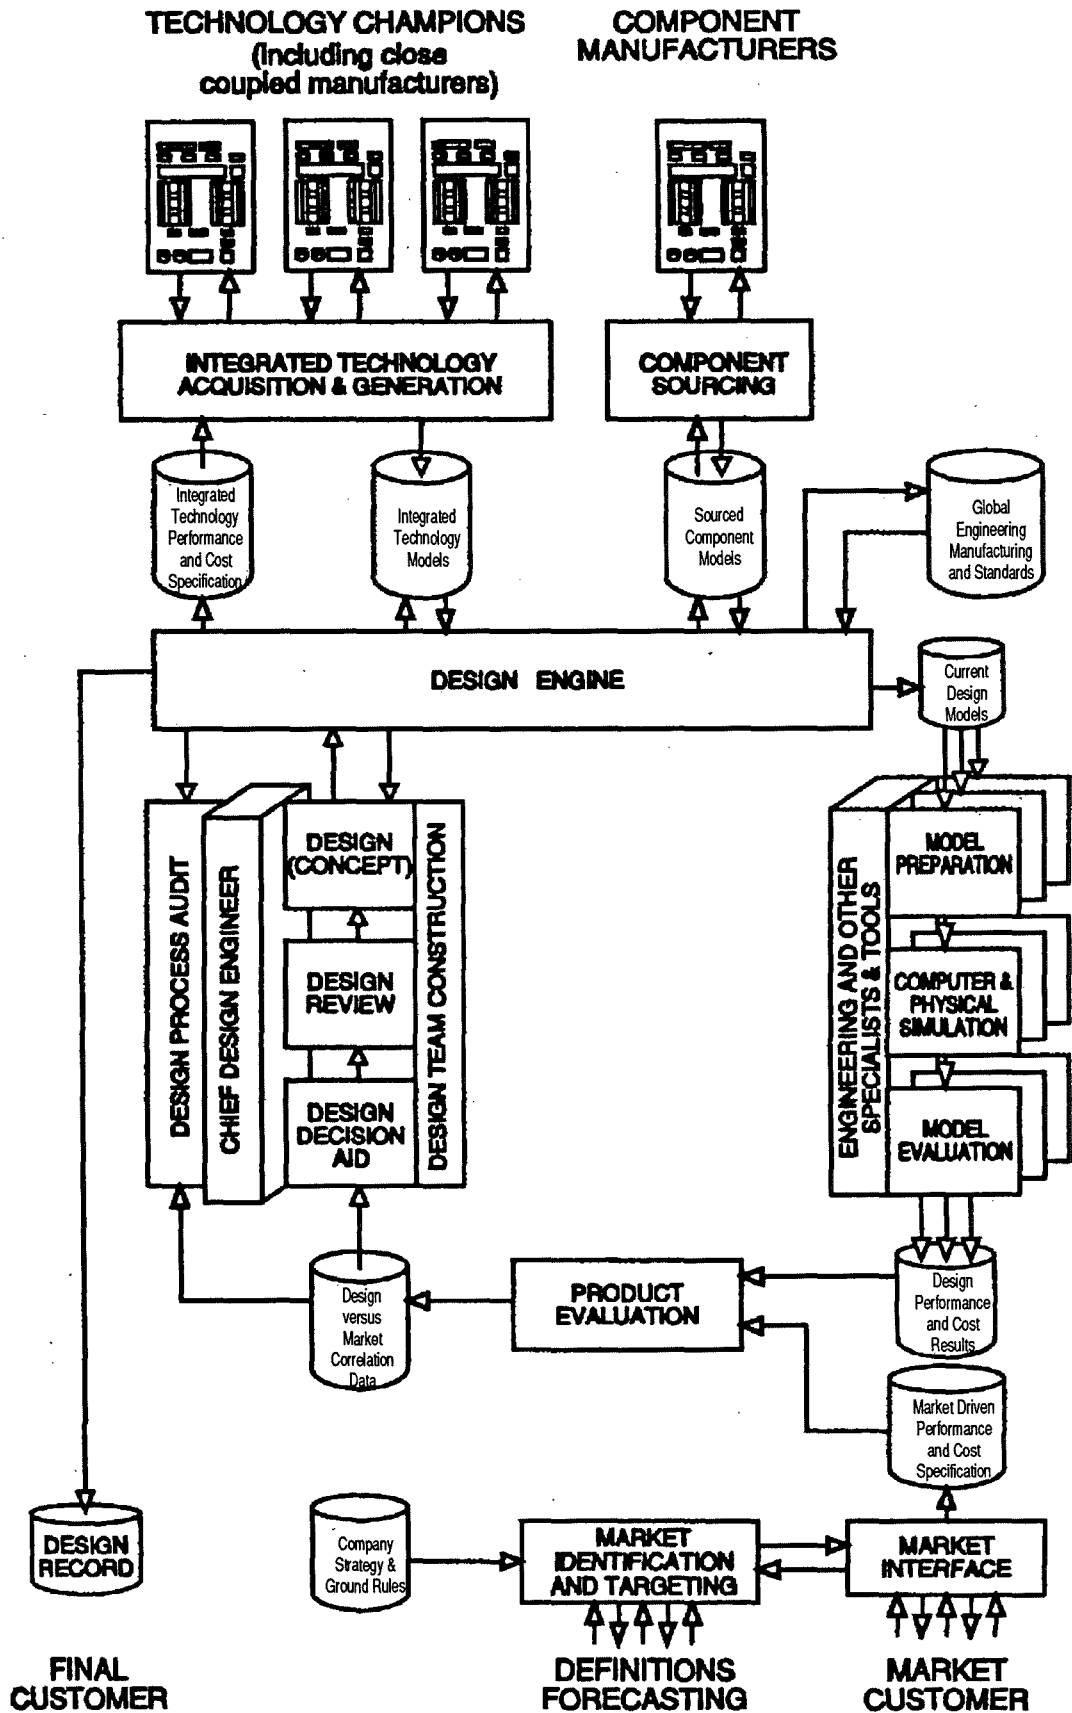 TECHNOLOGY CHAMPIONS
(including close
coupled manufacturers)
COMPONENT
MANUFACTURERS
INTEGRATED TECHNOLOGY
ACQUISITION & GENERATION
COMPONENT
SOURCING
Integrated
Technology
Performance
and Cost
Specification
Integrated
Technology
Models
Sourced
Component
Models
Global
Engineering
Manufacturing
and Standards
DESIGN ENGINE
Current
Design
Models
DESIGN PROCESS AUDIT
CHIEF DESIGN ENGINEER
DESIGN
(CONCEPT)
DESIGN
REVIEW
DESIGN
DECISION
AID
DESIGN TEAM CONSTRUCTION
ENGINEERING AND OTHER
SPECIALISTS & TOOLS
MODEL
PREPARATION
COMPUTER &
PHYSICAL
SIMULATION
MODEL
EVALUATION
Design
versus
Market
Correlation
Data
PRODUCT
EVALUATION
Design
Performance
and Cost
Results
Market Driven
Performance
and Cost
Specification
DESIGN
RECORD
Company
Strategy &
Ground Rules
MARKET
IDENTIFICATION
AND TARGETING
MARKET
INTERFACE
FINAL
CUSTOMER
DEFINITIONS
FORECASTING
MARKET
CUSTOMER